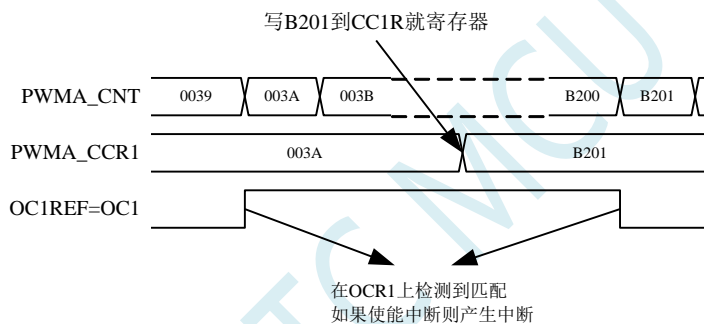 写B201到CC1R就寄存器
PWMA_CNT 0039 003A 003B B200 B201
PWMA_CCR1 003A B201
OC1REF=OC1
在OCR1上检测到匹配
如果使能中断则产生中断
TC MCU